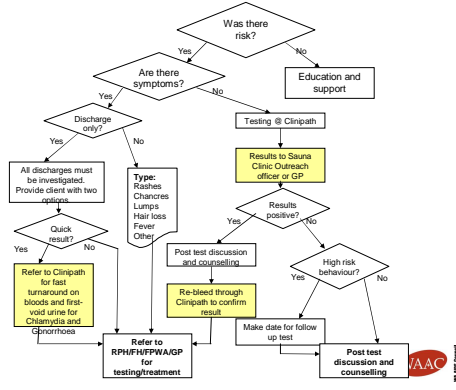 Was there
risk?
Yes
No
Are there
symptoms?
Education and
support
Yes
No
Discharge
only?
Testing @ Clinipath
Yes
No
Results to Sauna
Clinic Outreach
officer or GP
All discharges must
be investigated.
Provide client with two
options.
Type:
Rashes
Chancres
Lumps
Hair loss
Fever
Other
Results
positive?
Yes
No
Quick
result?
Yes
No
Post test discussion
and counselling
High risk
behaviour?
Yes
No
Refer to Clinipath
for fast
turnaround on
bloods and first-
void urine for
Chlamydia and
Gonorrhoea
Re-bleed through
Clinipath to confirm
result
Make date for follow
up test
Refer to
RPH/FH/FPWA/GP
for
testing/treatment
Post test
discussion and
counselling
WAAC